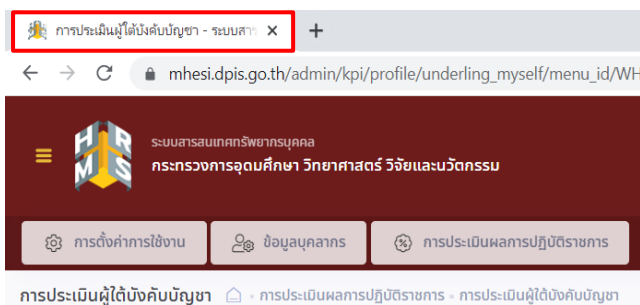 การประเมินผู้ใต้บังคับบัญชา - ระบบสาร
mhesi.dpis.go.th/admin/kpi/profile/underling_myself/menu_id/WH
HR
MS
ระบบสารสนเทศทรัพยากรบุคคล
กระทรวงการอุดมศึกษา วิทยาศาสตร์ วิจัยและนวัตกรรม
การตั้งค่าการใช้งาน ข้อมูลบุคลากร การประเมินผลการปฏิบัติราชการ
การประเมินผู้ใต้บังคับบัญชา • การประเมินผลการปฏิบัติราชการ • การประเมินผู้ใต้บังคับบัญชา